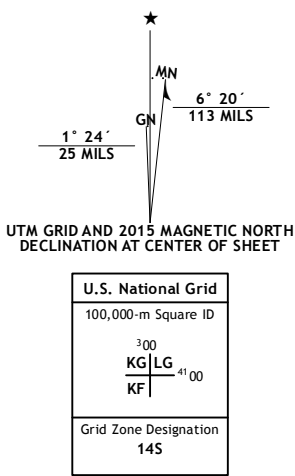 ★
MN
GN
6° 20´
113 MILS
1° 24´
25 MILS
UTM GRID AND 2015 MAGNETIC NORTH
DECLINATION AT CENTER OF SHEET
U.S. National Grid
100,000-m Square ID
³00
KG LG
⁴¹00
KF
Grid Zone Designation
14S